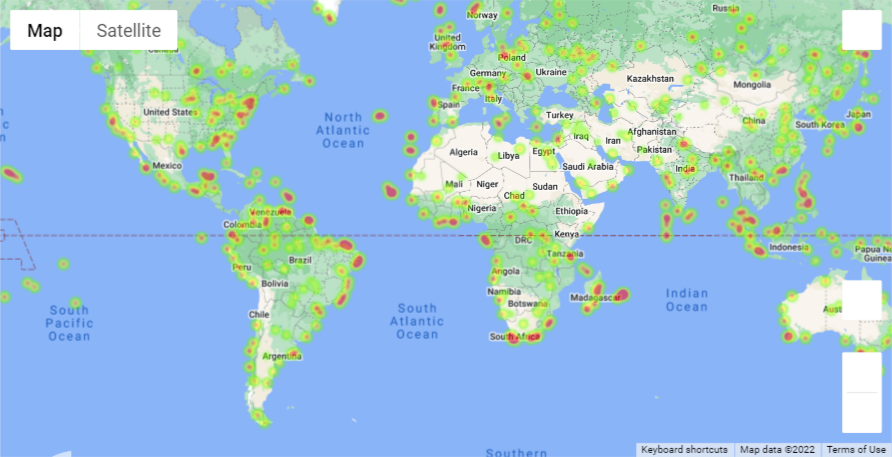 Map
Satellite
Norway
Russia
United
Kingdom
Poland
Germany
Ukraine
Kazakhstan
Mongolia
France
Italy
Spain
Turkey
United States
North
Atlantic
Ocean
China
South Korea
Japan
Afghanistan
Iraq
Iran
Pakistan
Algeria
Libya
Egypt
Saudi Arabia
India
Mexico
Mali
Niger
Chad
Sudan
Thailand
Nigeria
Ethiopia
Venezuela
Colombia
DRC
Kenya
Indonesia
Papua N
Guinea
Tanzania
Peru
Brazil
Angola
Bolivia
Namibia
Botswana
Madagascar
Indian
Ocean
South
Pacific
Ocean
Chile
South
Atlantic
Ocean
Aust
South Africa
Argentina
Southern
Keyboard shortcuts
Map data ©2022
Terms of Use